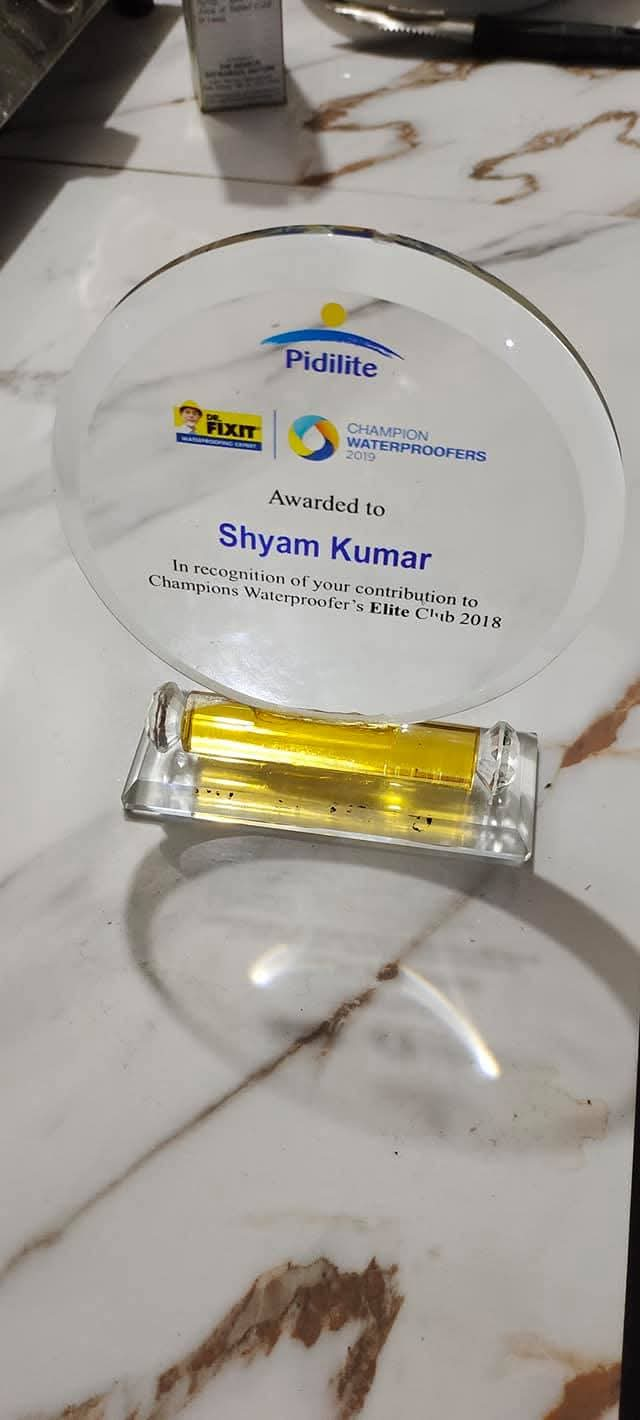 Pidilite
DR.
FIXIT
WATERPROOFING EXPERT
CHAMPION
WATERPROOFERS
2019
Awarded to
Shyam Kumar
In recognition of your contribution to
Champions Waterproofer's Elite Club 2018